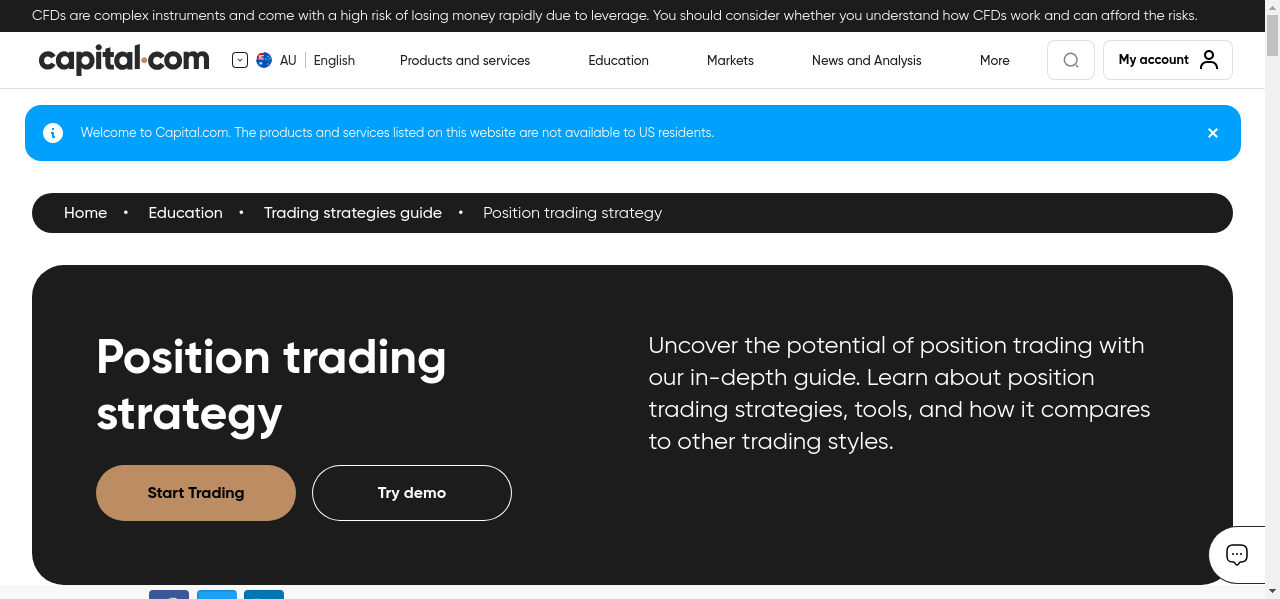 CFDs are complex instruments and come with a high risk of losing money rapidly due to leverage. You should consider whether you understand how CFDs work and can afford the risks.
capital.com
AU | English
Products and services
Education
Markets
News and Analysis
More
My account
Welcome to Capital.com. The products and services listed on this website are not available to US residents.
Home • Education • Trading strategies guide • Position trading strategy
Position trading
strategy
Start Trading
Try demo
Uncover the potential of position trading with
our in-depth guide. Learn about position
trading strategies, tools, and how it compares
to other trading styles.